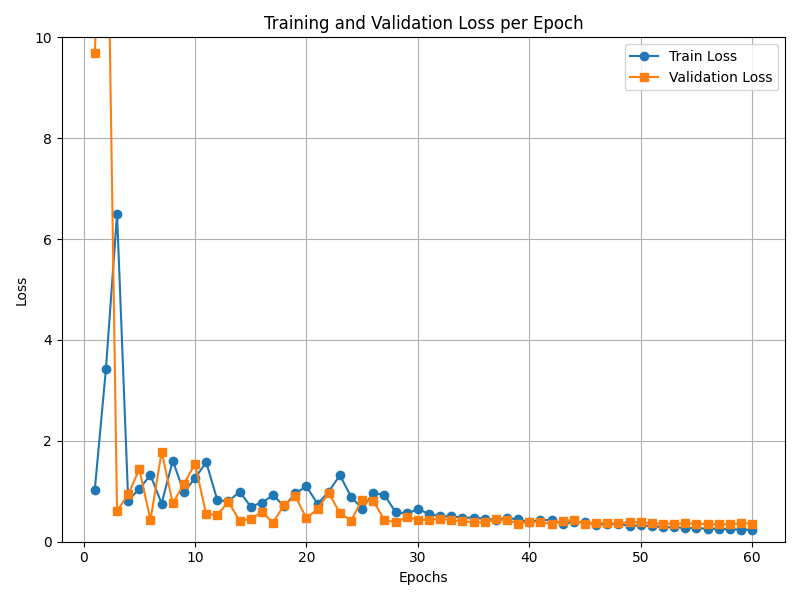 Training and Validation Loss per Epoch
Train Loss
Validation Loss
10
8
6
4
2
0
Loss
0 10 20 30 40 50 60
Epochs